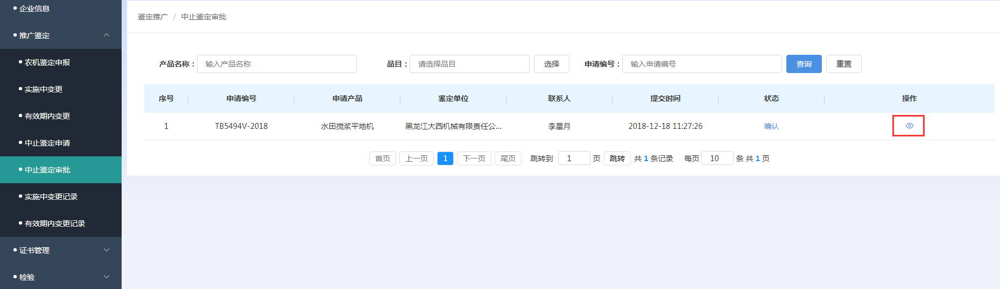 企业信息
推广鉴定
农机鉴定申报
实施中变更
有效期内变更
中止鉴定申请
中止鉴定审批
实施中变更记录
有效期内变更记录
证书管理
检验
鉴定推广 / 中止鉴定审批
产品名称： 输入产品名称 品目： 请选择品目 选择 申请编号： 输入申请编号 查询 重置
序号 申请编号 申请产品 鉴定单位 联系人 提交时间 状态 操作
1 TB5494V-2018 水田搅浆平地机 黑龙江大西机械有限责任公... 李星月 2018-12-18 11:27:26 确认
首页 上一页 1 下一页 尾页 跳转到 1 页 跳转 共 1 条记录 每页 10 条 共 1 页